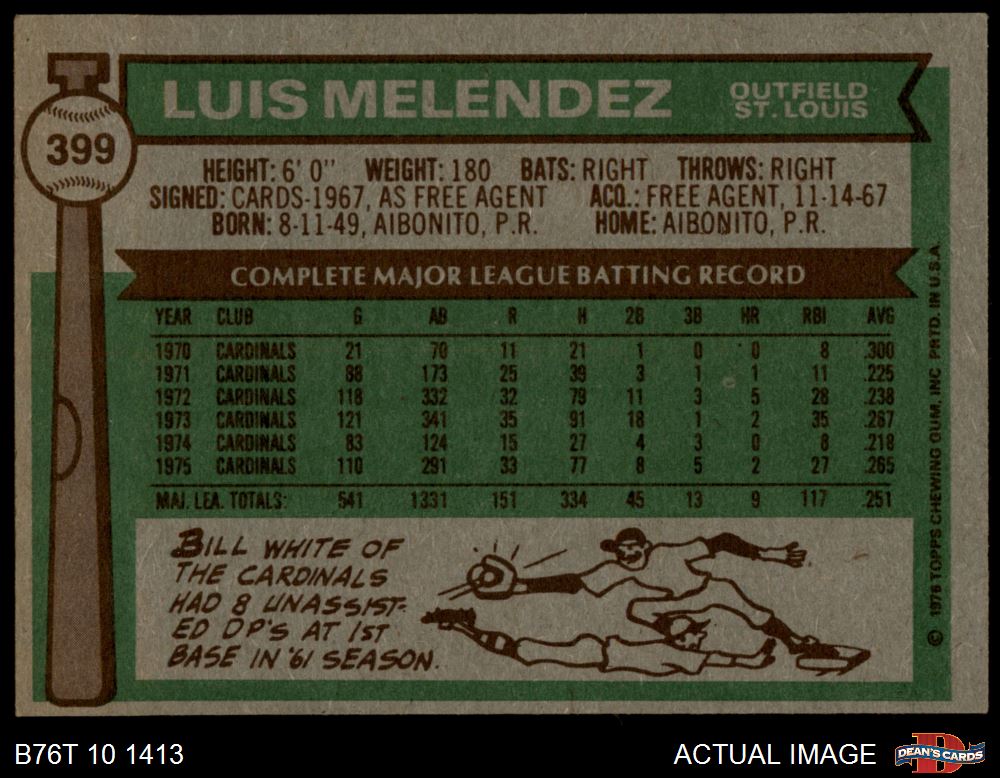 399
LUIS MELENDEZ
OUTFIELD
ST. LOUIS
HEIGHT: 6' 0" WEIGHT: 180 BATS: RIGHT THROWS: RIGHT
SIGNED: CARDS-1967, AS FREE AGENT ACQ.: FREE AGENT, 11-14-67
BORN: 8-11-49, AIBONITO, P.R. HOME: AIBONITO, P.R.
COMPLETE MAJOR LEAGUE BATTING RECORD
YEAR CLUB G AB R H 2B 3B HR RBI AVG
1970 CARDINALS 21 70 11 21 1 0 0 8 .300
1971 CARDINALS 88 173 25 39 3 1 1 11 .225
1972 CARDINALS 118 332 32 79 11 3 5 28 .238
1973 CARDINALS 121 341 35 91 18 1 2 35 .267
1974 CARDINALS 83 124 15 27 4 3 0 8 .218
1975 CARDINALS 110 291 33 77 8 5 2 27 .265
MAJ. LEA. TOTALS: 541 1331 151 334 45 13 9 117 .251
BILL WHITE OF
THE CARDINALS
HAD 8 UNASSIST-
ED DP'S AT 1ST
BASE IN '61 SEASON.
© 1976 TOPPS CHEWING GUM, INC PRTD. IN U.S.A.
B76T 10 1413
ACTUAL IMAGE
DEAN'S CARDS